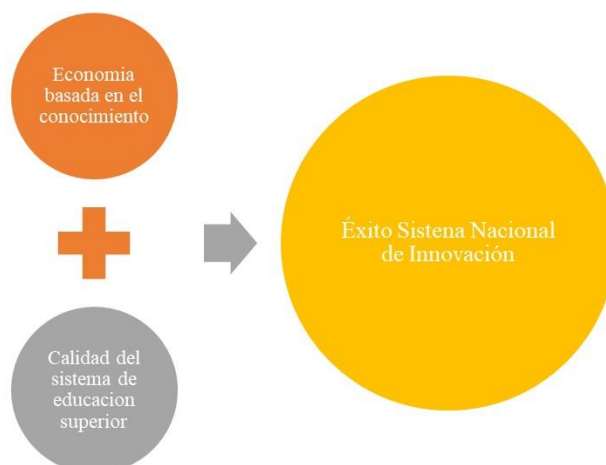 Economia
basada en el
conocimiento
Éxito Sistena Nacional
de Innovación
Calidad del
sistema de
educacion
superior